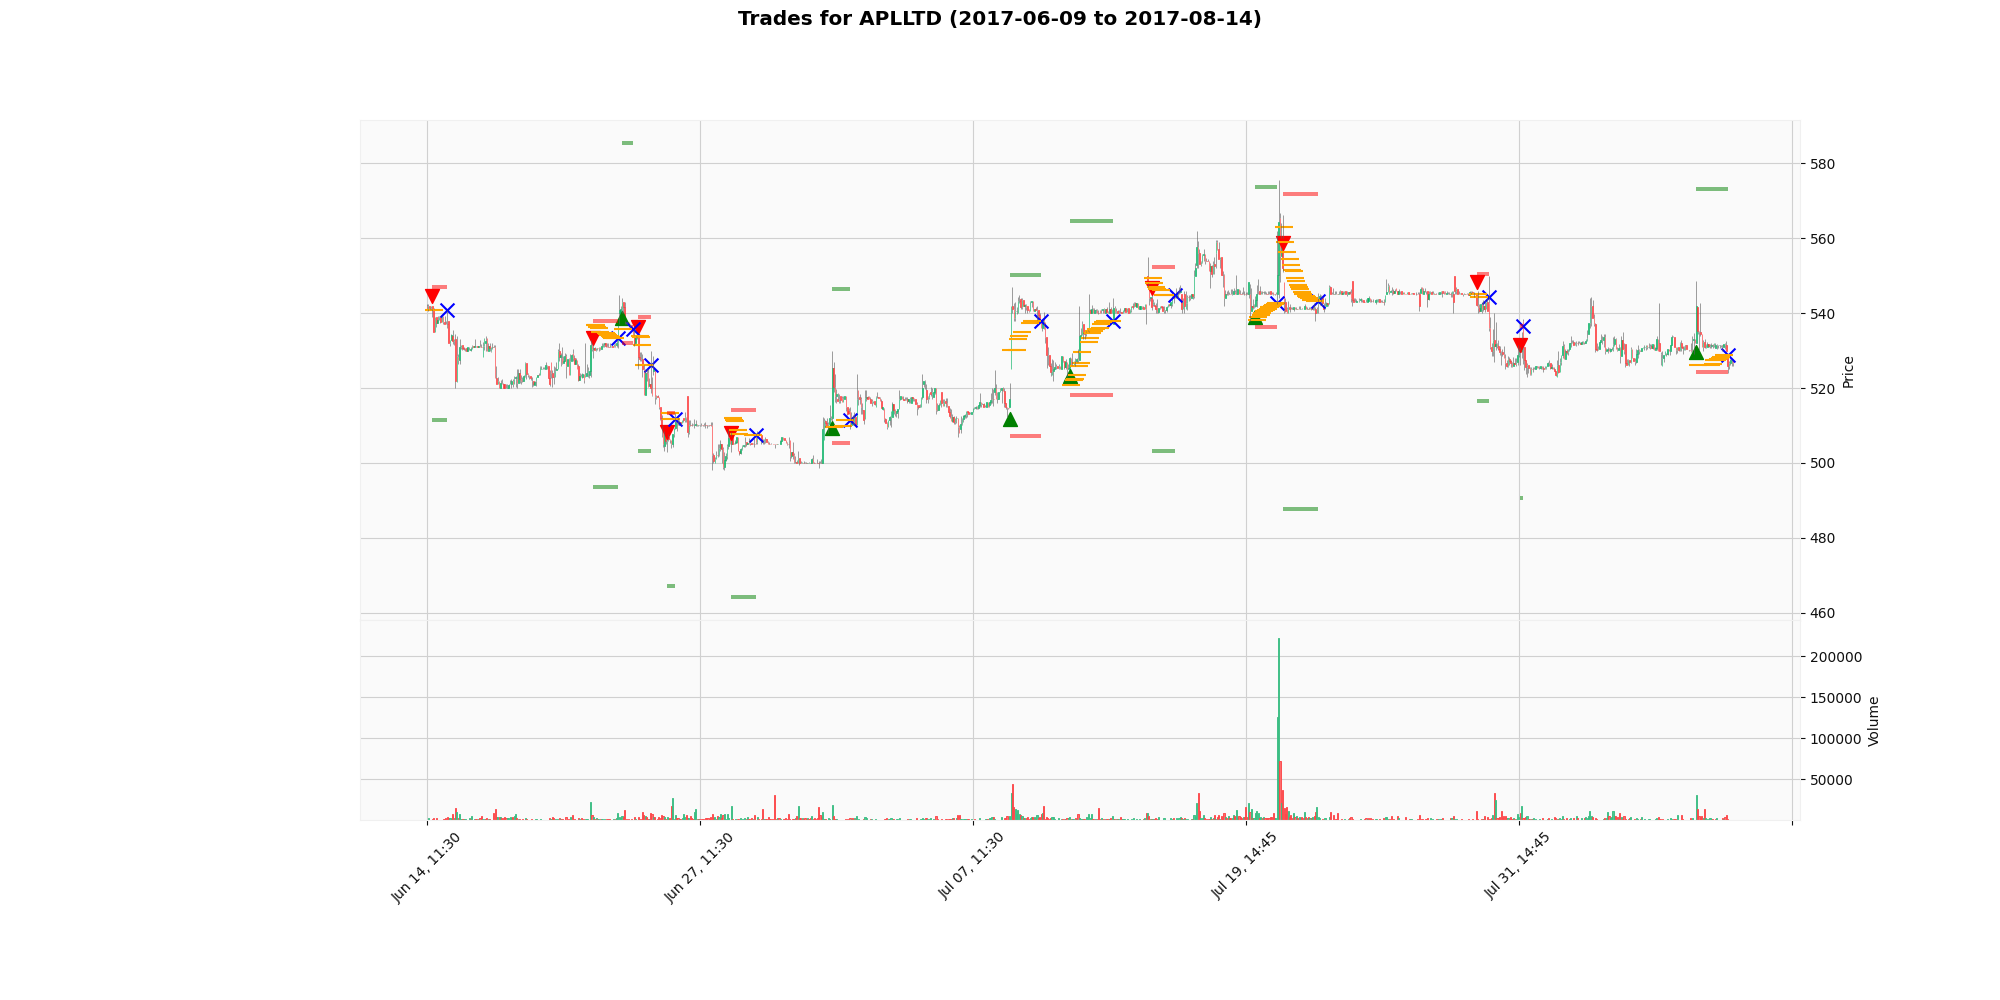 Trades for APLLTD (2017-06-09 to 2017-08-14)
580
560
540
520
500
480
460
Price
200000
150000
100000
50000
Volume
Jun 14, 11:30
Jun 27, 11:30
Jul 07, 11:30
Jul 19, 14:45
Jul 31, 14:45